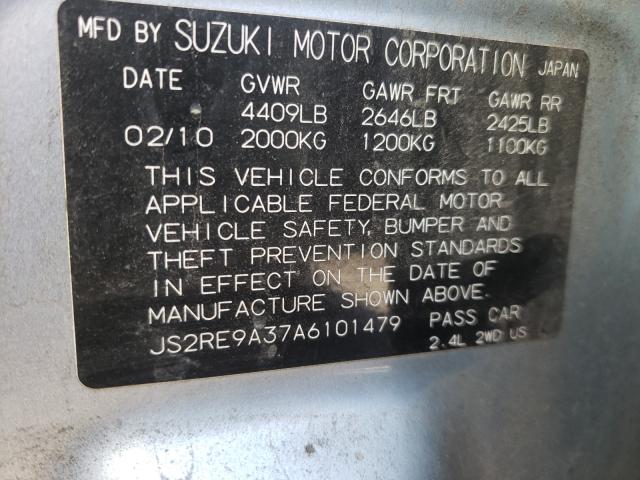 MFD BY SUZUKI MOTOR CORPORATION JAPAN
DATE GVWR GAWR FRT GAWR RR
4409LB 2646LB 2425LB
02/10 2000KG 1200KG 1100KG
THIS VEHICLE CONFORMS TO ALL
APPLICABLE FEDERAL MOTOR
VEHICLE SAFETY, BUMPER AND
THEFT PREVENTION STANDARDS
IN EFFECT ON THE DATE OF
MANUFACTURE SHOWN ABOVE.
JS2RE9A37A6101479 PASS CAR
2.4L 2WD US